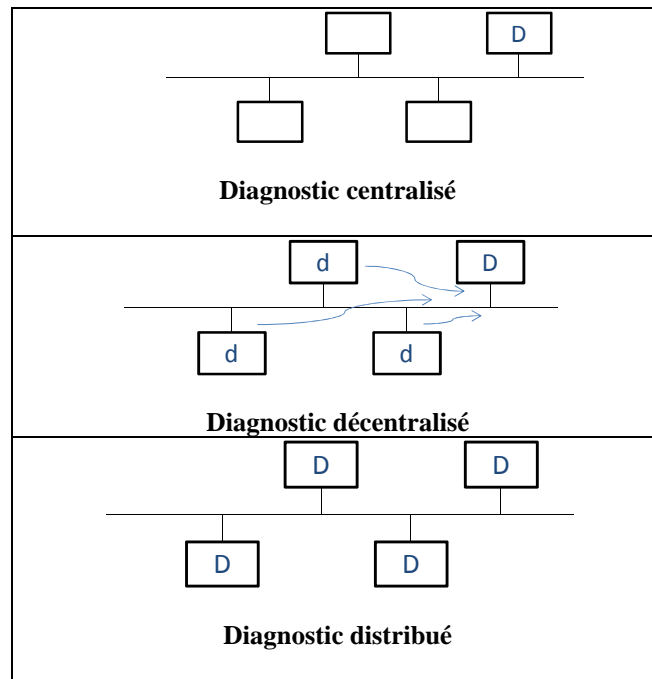 D
Diagnostic centralisé
d D
d d
Diagnostic décentralisé
D D
D D
Diagnostic distribué